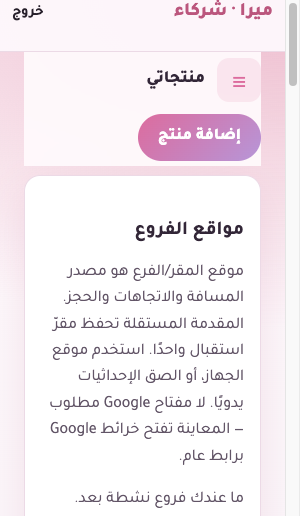 ميرا · شركاء
خروج
منتجاتي
إضافة منتج
مواقع الفروع
موقع المقر/الفرع هو مصدر
المسافة والاتجاهات والحجز.
المقدمة المستقلة تحفظ مقرّ
استقبال واحدًا. استخدم موقع
الجهاز، أو الصق الإحداثيات
يدويًا. لا مفتاح Google مطلوب
— المعاينة تفتح خرائط Google
برابط عام.
ما عندك فروع نشطة بعد.